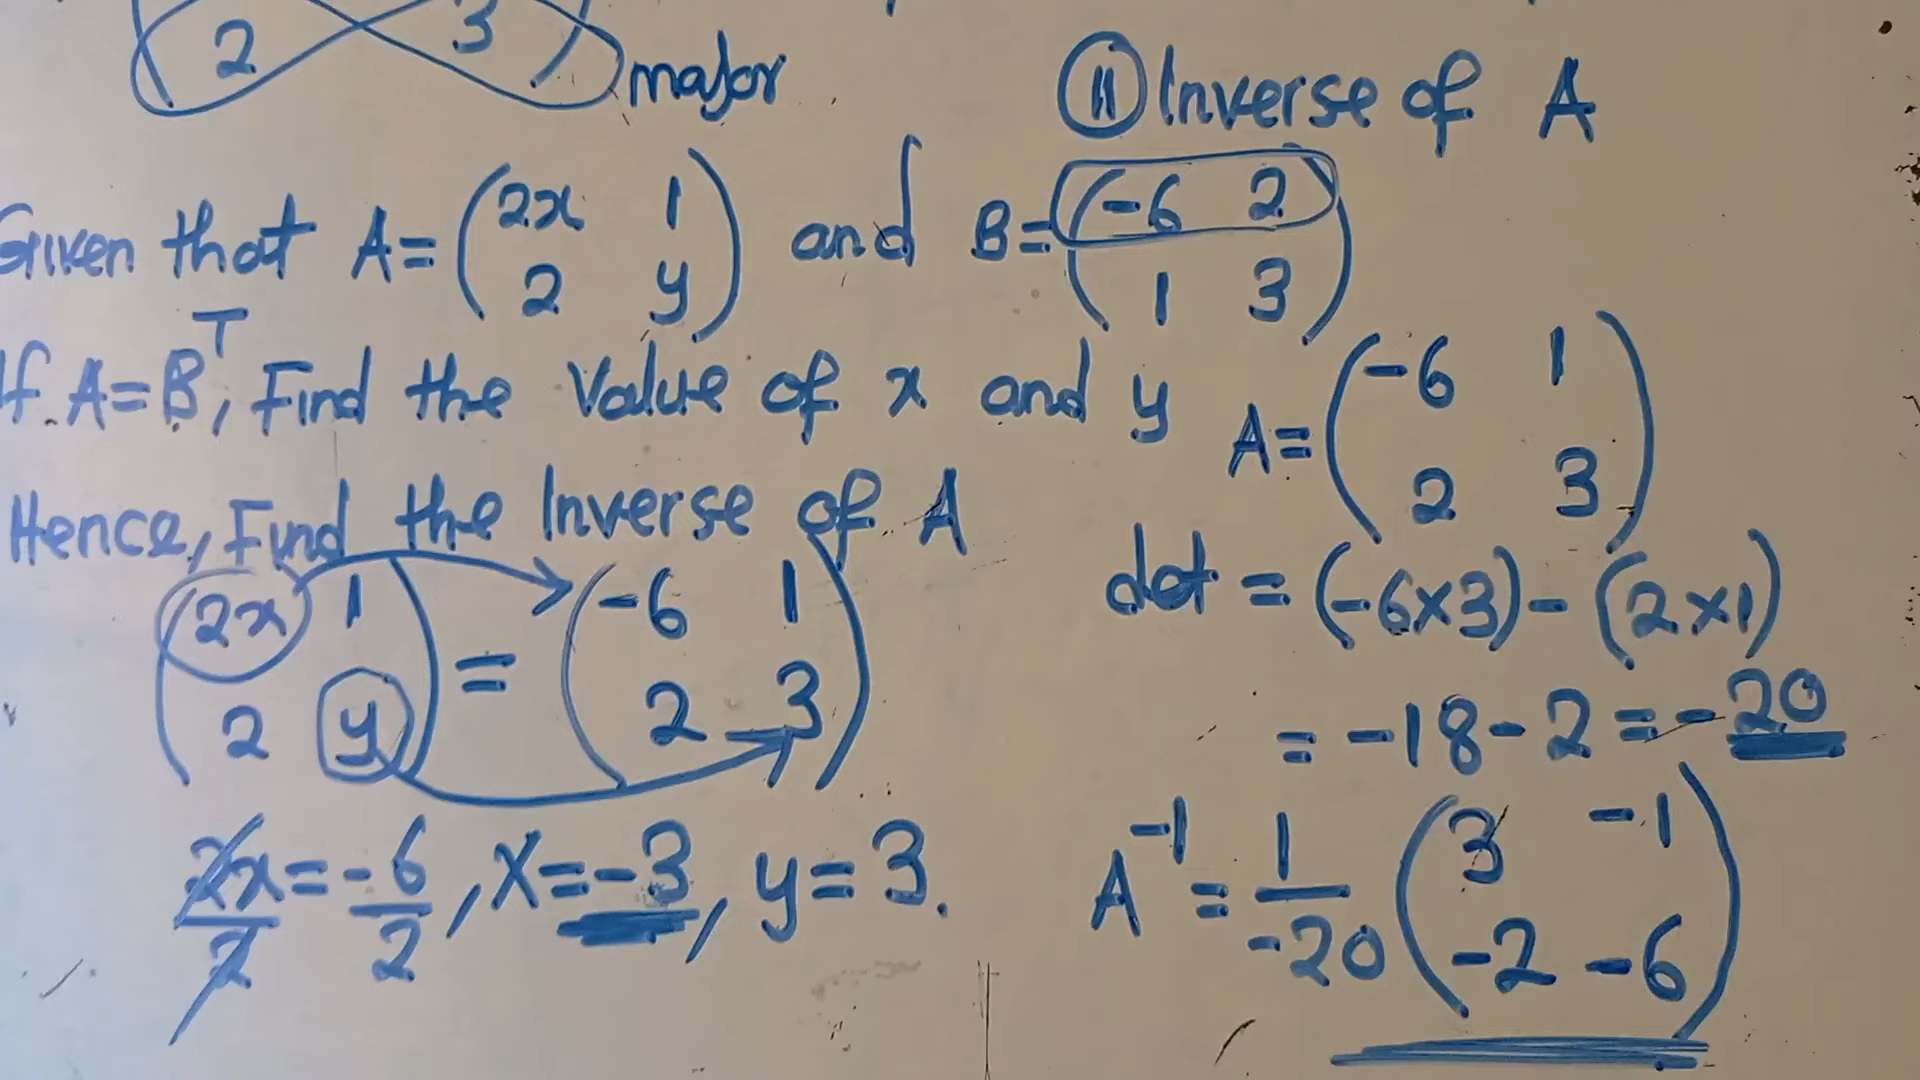 2 3
major
Given that A = (2x 1
2 y) and B = (-6 2
1 3)
If A = B^T, Find the Value of x and y
Hence, Find the Inverse of A
(2x 1
2 y) = (-6 1
2 3)
2x/2 = -6/2, x = -3, y = 3.
(ii) Inverse of A
A = (-6 1
2 3)
det = (-6×3) - (2×1)
= -18 - 2 = -20
A^-1 = 1/-20 (3 -1
-2 -6)